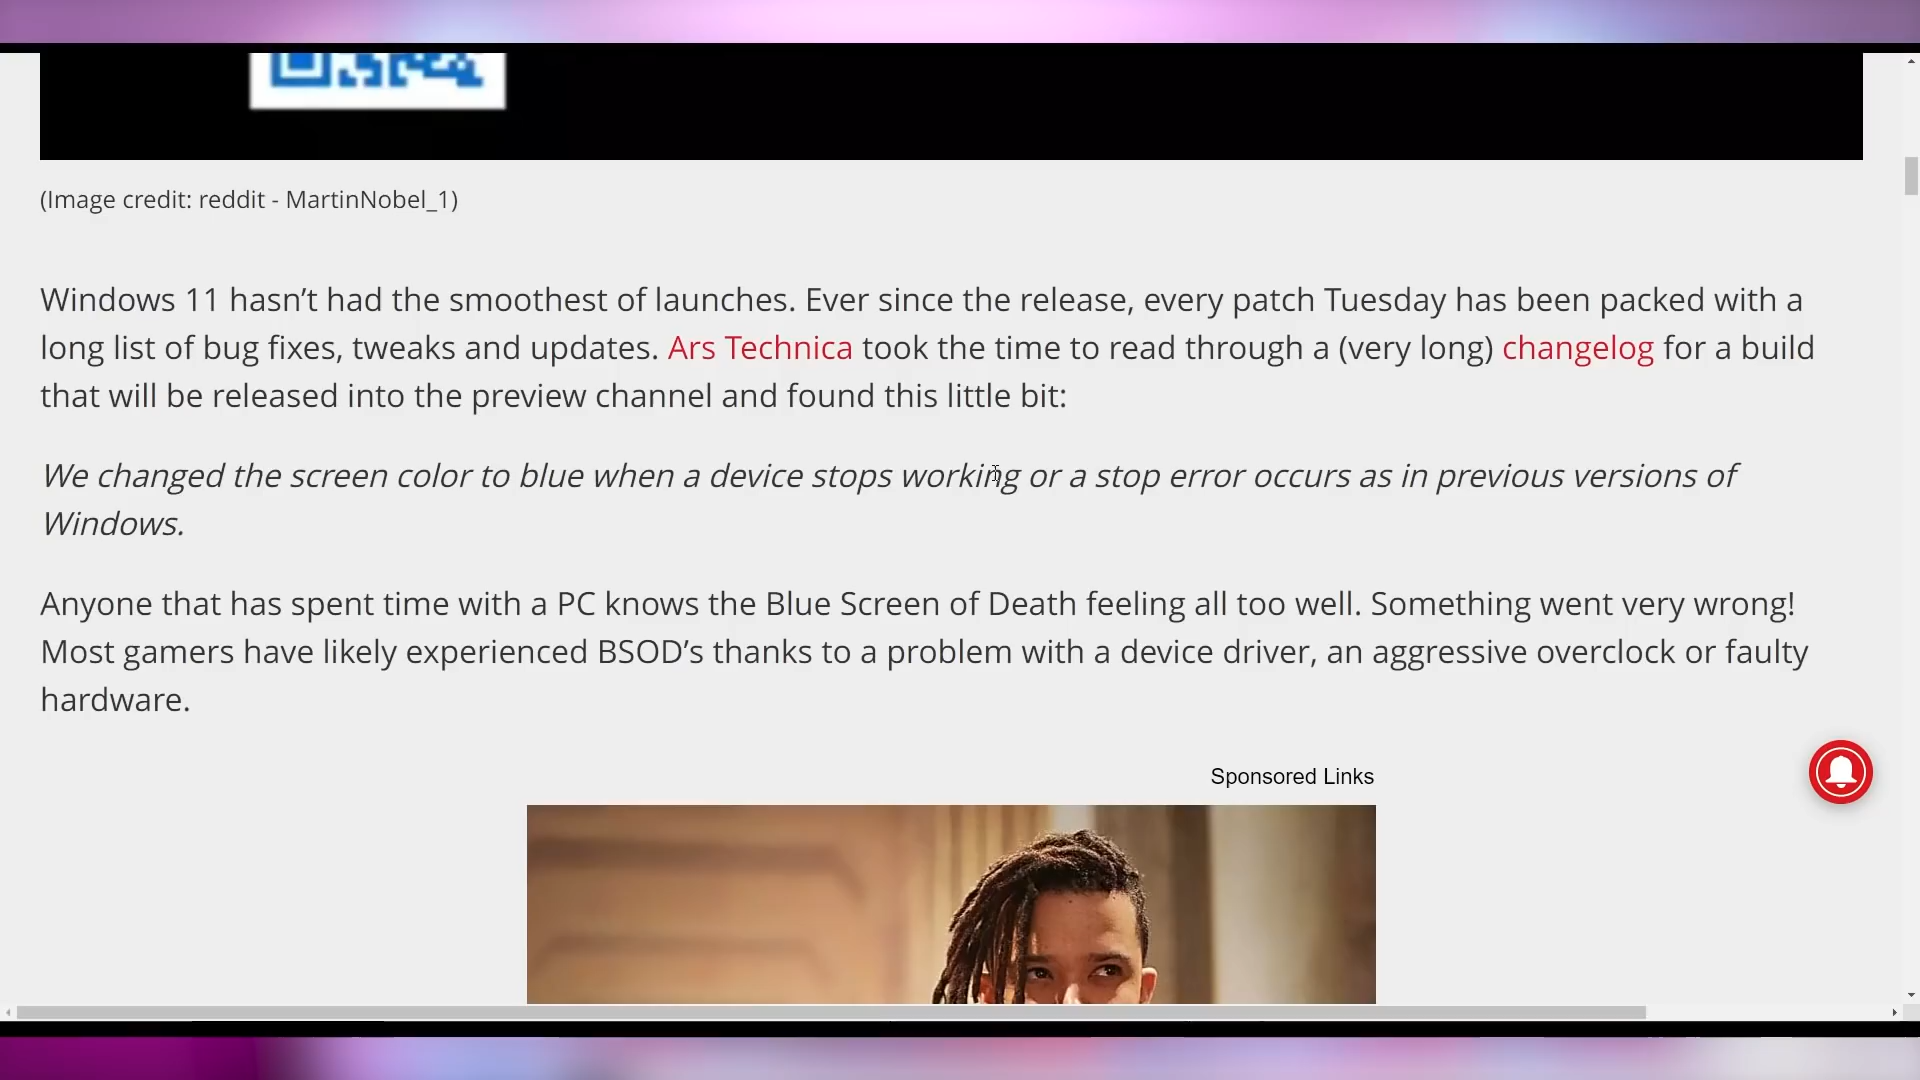 (Image credit: reddit - MartinNobel_1)
Windows 11 hasn’t had the smoothest of launches. Ever since the release, every patch Tuesday has been packed with a
long list of bug fixes, tweaks and updates. Ars Technica took the time to read through a (very long) changelog for a build
that will be released into the preview channel and found this little bit:
We changed the screen color to blue when a device stops working or a stop error occurs as in previous versions of
Windows.
Anyone that has spent time with a PC knows the Blue Screen of Death feeling all too well. Something went very wrong!
Most gamers have likely experienced BSOD’s thanks to a problem with a device driver, an aggressive overclock or faulty
hardware.
Sponsored Links